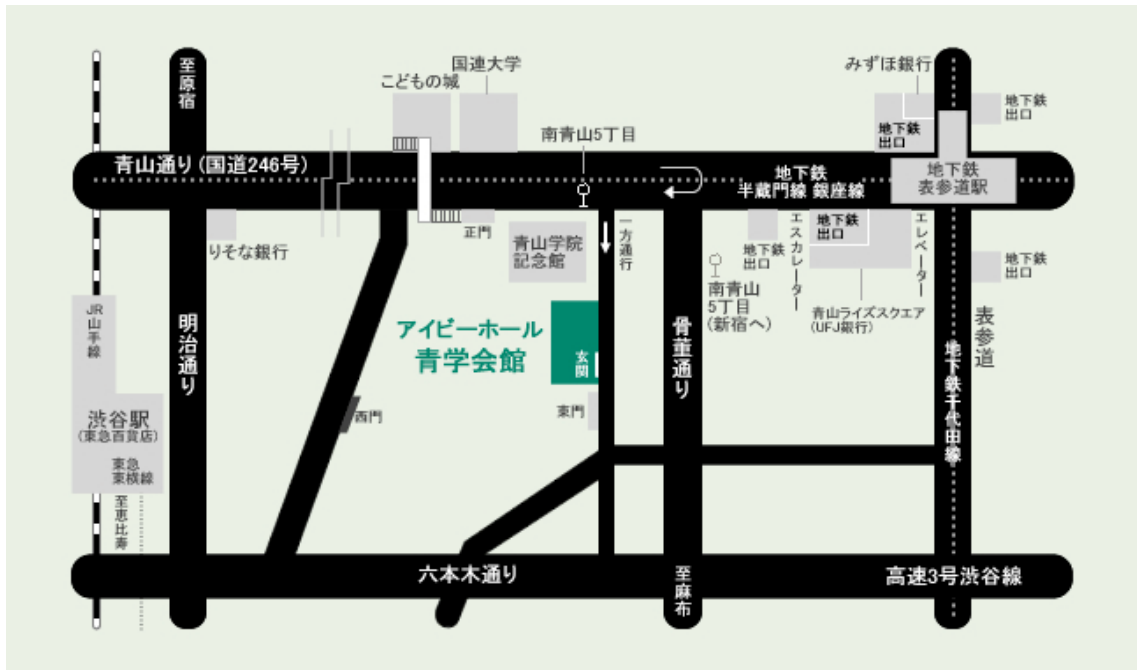 至原宿
こどもの城
国連大学
南青山5丁目
みずほ銀行
地下鉄
出口
地下鉄
出口
青山通り(国道246号)
地下鉄
半蔵門線 銀座線
地下鉄
表参道駅
りそな銀行
正門
青山学院
記念館
一方通行
地下鉄
出口
エスカレーター
地下鉄
出口
エレベーター
地下鉄
出口
南青山
5丁目
(新宿へ)
青山ライズスクエア
(UFJ銀行)
表参道
JR
山手線
明治通り
アイビーホール
青学会館
玄関
骨董通り
地下鉄千代田線
西門
東門
渋谷駅
(東急百貨店)
東急
東横線
至恵比寿
六本木通り
至麻布
高速3号渋谷線